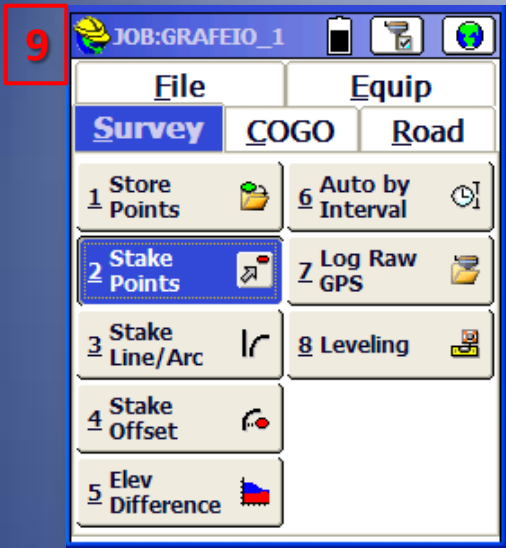 9
JOB:GRAFEIO_1
File
Equip
Survey
COGO
Road
1 Store
Points
6 Auto by
Interval
2 Stake
Points
7 Log Raw
GPS
3 Stake
Line/Arc
8 Leveling
4 Stake
Offset
5 Elev
Difference